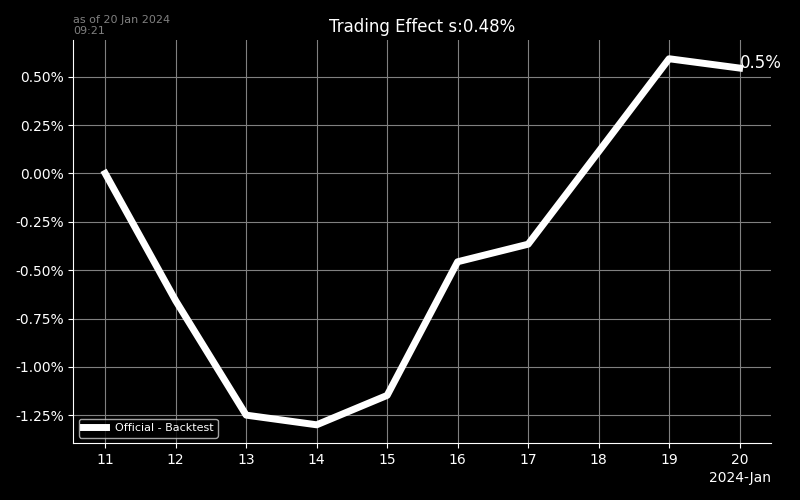 as of 20 Jan 2024
09:21
Trading Effect s:0.48%
0.5%
0.50%
0.25%
0.00%
-0.25%
-0.50%
-0.75%
-1.00%
-1.25%
Official - Backtest
11 12 13 14 15 16 17 18 19 20
2024-Jan